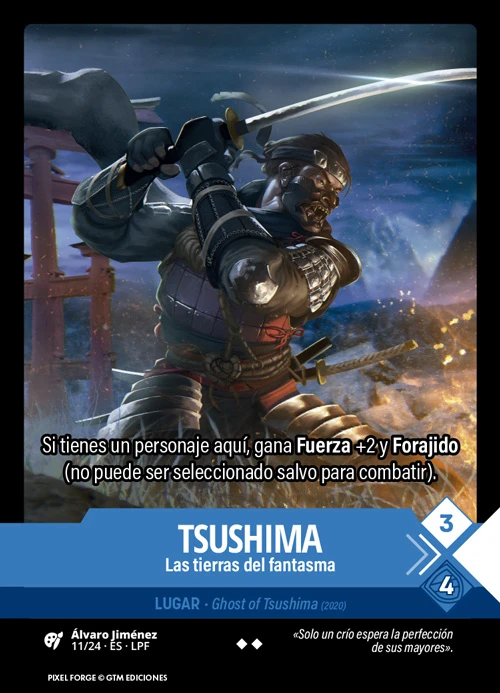 Si tienes un personaje aquí, gana Fuerza +2 y Forajido
(no puede ser seleccionado salvo para combatir).
TSUSHIMA
Las tierras del fantasma
3
4
LUGAR · Ghost of Tsushima (2020)
Álvaro Jiménez
11/24 · ES · LPF
«Solo un crío espera la perfección
de sus mayores».
PIXEL FORGE © GTM EDICIONES